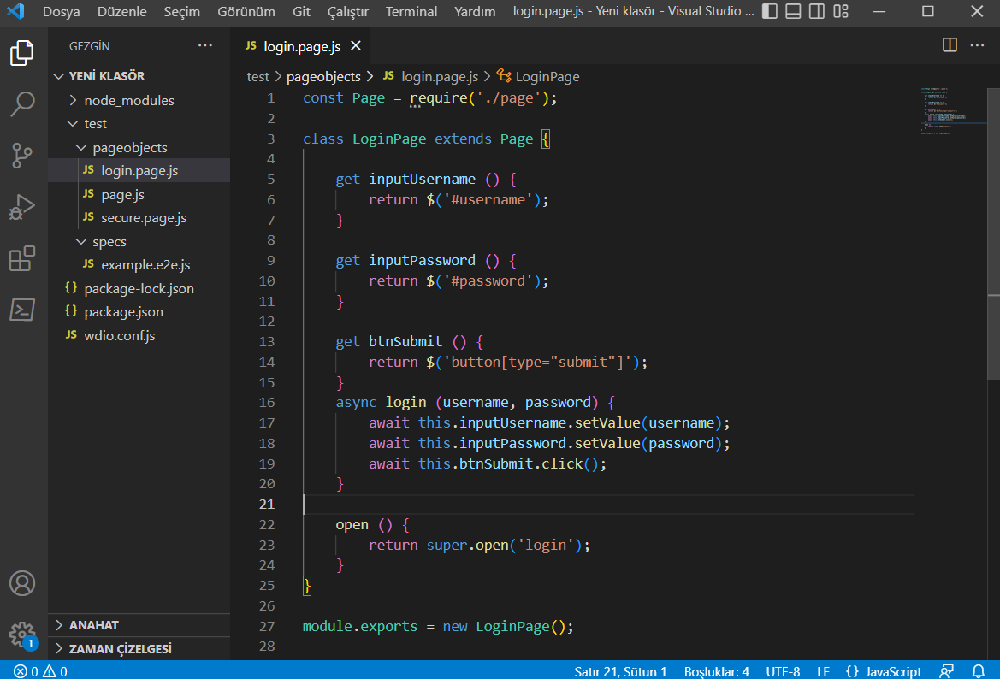 Dosya Düzenle Seçim Görünüm Git Çalıştır Terminal Yardım login.page.js - Yeni klasör - Visual Studio ...
GEZGİN
YENİ KLASÖR
node_modules
test
pageobjects
JS login.page.js
JS page.js
JS secure.page.js
specs
JS example.e2e.js
{} package-lock.json
{} package.json
JS wdio.conf.js
ANAHAT
ZAMAN ÇİZELGESİ
1
JS login.page.js
test > pageobjects > JS login.page.js > LoginPage
1 const Page = require('./page');
2
3 class LoginPage extends Page {
4
5     get inputUsername () {
6         return $('#username');
7     }
8
9     get inputPassword () {
10         return $('#password');
11     }
12
13     get btnSubmit () {
14         return $('button[type="submit"]');
15     }
16     async login (username, password) {
17         await this.inputUsername.setValue(username);
18         await this.inputPassword.setValue(password);
19         await this.btnSubmit.click();
20     }
21
22     open () {
23         return super.open('login');
24     }
25 }
26
27 module.exports = new LoginPage();
28
0 0 Satır 21, Sütun 1 Boşluklar: 4 UTF-8 LF {} JavaScript